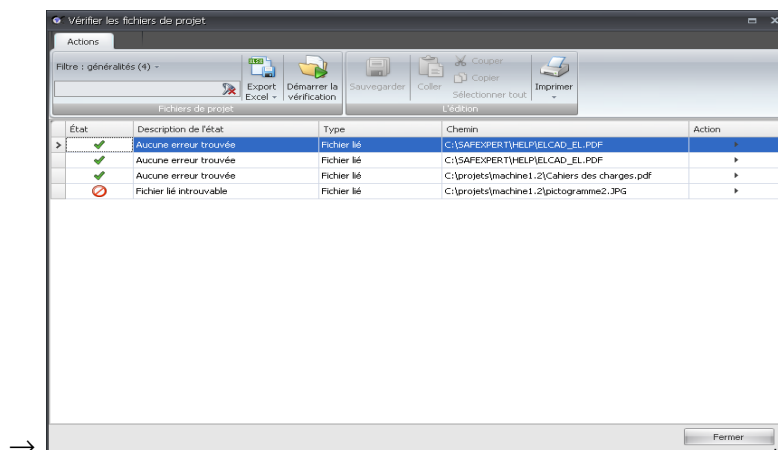 Vérifier les fichiers de projet
Actions
Filtre : généralités (4) -
Export Excel
Démarrer la vérification
Sauvegarder
Coller
Couper
Copier
Sélectionner tout
Imprimer
Fichiers de projet
L'édition
État Description de l'état Type Chemin Action
Aucune erreur trouvée Fichier lié C:\SAFEXPERT\HELP\ELCAD_EL.PDF
Aucune erreur trouvée Fichier lié C:\SAFEXPERT\HELP\ELCAD_EL.PDF
Aucune erreur trouvée Fichier lié C:\projets\machine1.2\Cahiers des charges.pdf
Fichier lié introuvable Fichier lié C:\projets\machine1.2\pictogramme2.JPG
→ Fermer